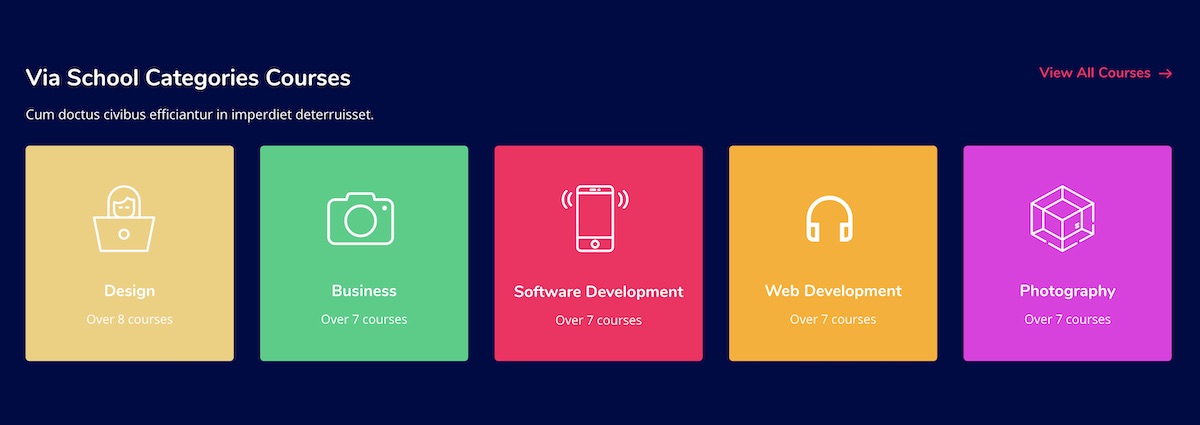 Via School Categories Courses
View All Courses →
Cum doctus civibus efficiantur in imperdiet deterruisset.
Design
Over 8 courses
Business
Over 7 courses
Software Development
Over 7 courses
Web Development
Over 7 courses
Photography
Over 7 courses